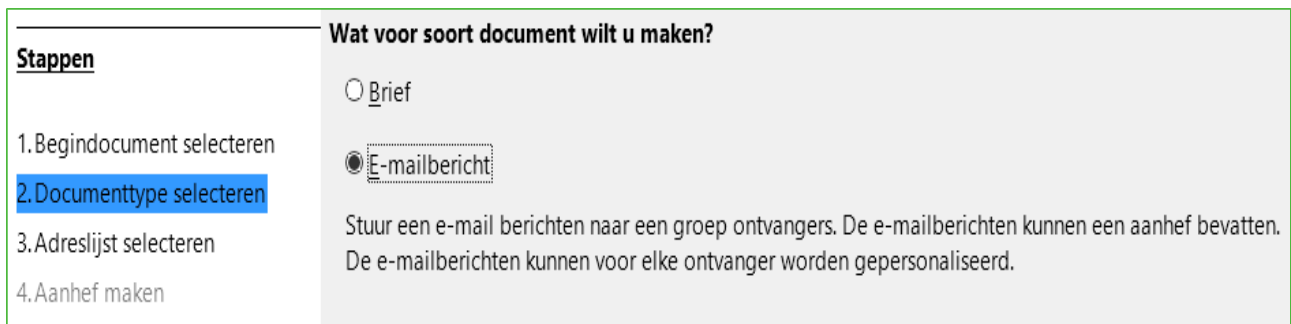 Stappen
1.Begindocument selecteren
2.Documenttype selecteren
3.Adreslijst selecteren
4.Aanhef maken
Wat voor soort document wilt u maken?
Brief
E-mailbericht
Stuur een e-mail berichten naar een groep ontvangers. De e-mailberichten kunnen een aanhef bevatten.
De e-mailberichten kunnen voor elke ontvanger worden gepersonaliseerd.